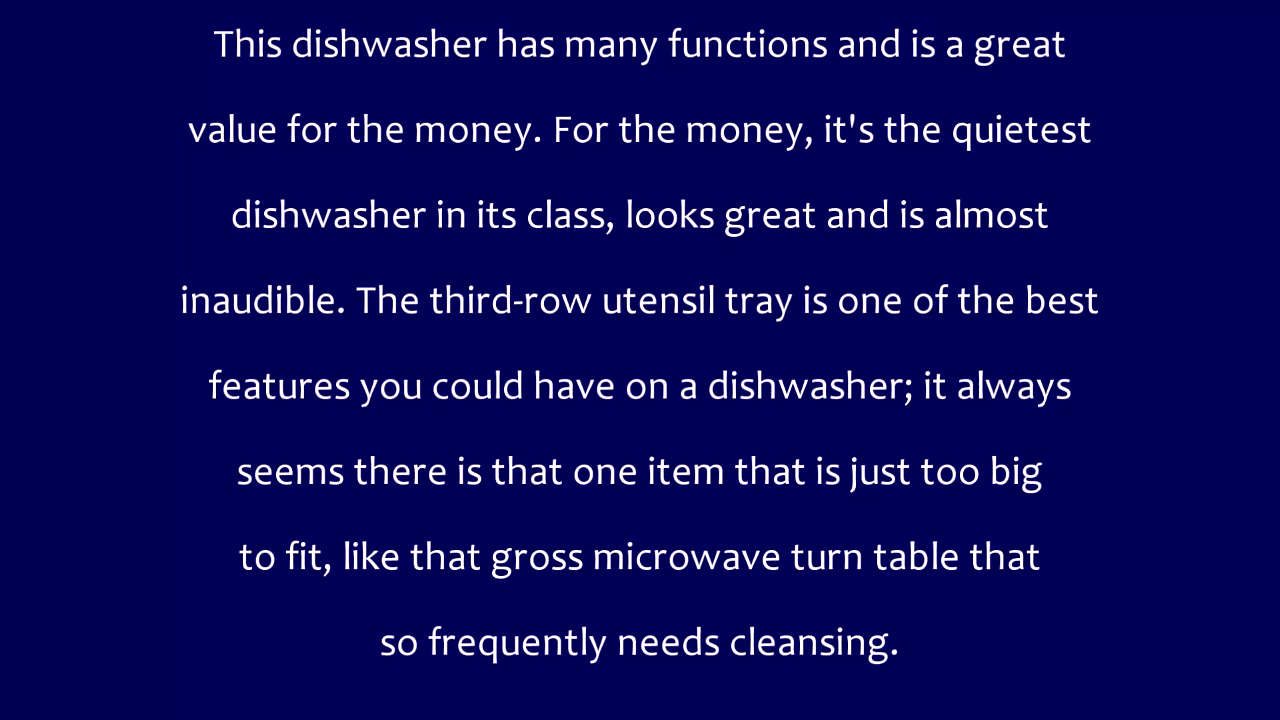 This dishwasher has many functions and is a great
value for the money. For the money, it's the quietest
dishwasher in its class, looks great and is almost
inaudible. The third-row utensil tray is one of the best
features you could have on a dishwasher; it always
seems there is that one item that is just too big
to fit, like that gross microwave turn table that
so frequently needs cleansing.